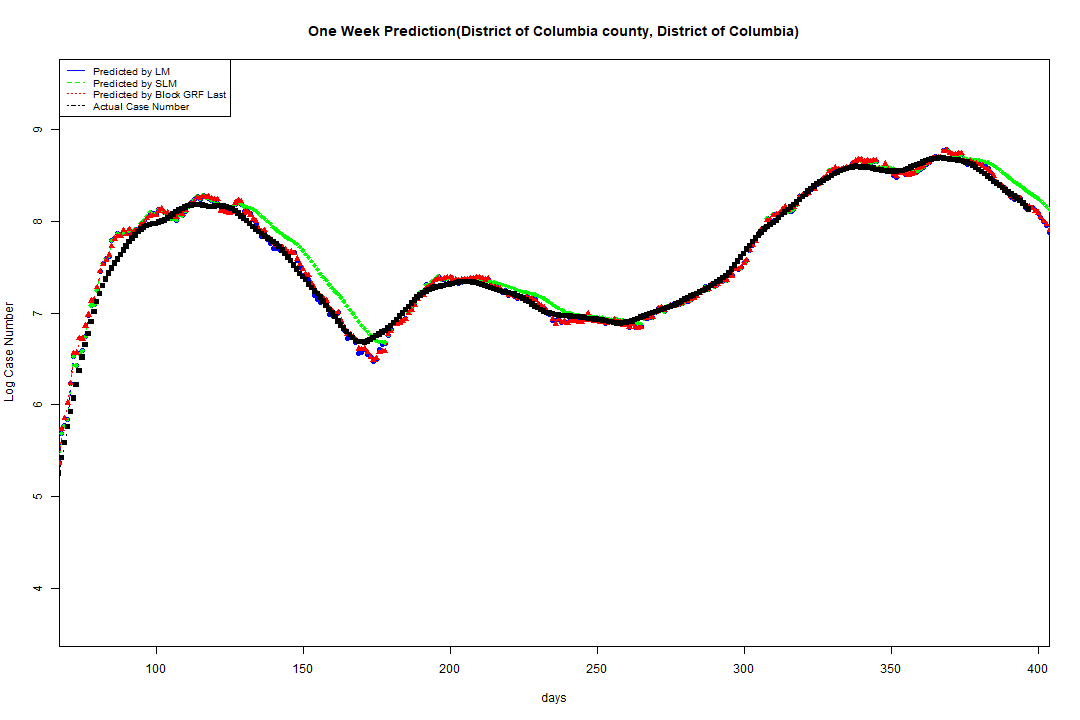 One Week Prediction(District of Columbia county, District of Columbia)
Predicted by LM
Predicted by SLM
Predicted by Block GRF Last
Actual Case Number
9
8
7
6
5
4
Log Case Number
100 150 200 250 300 350 400
days